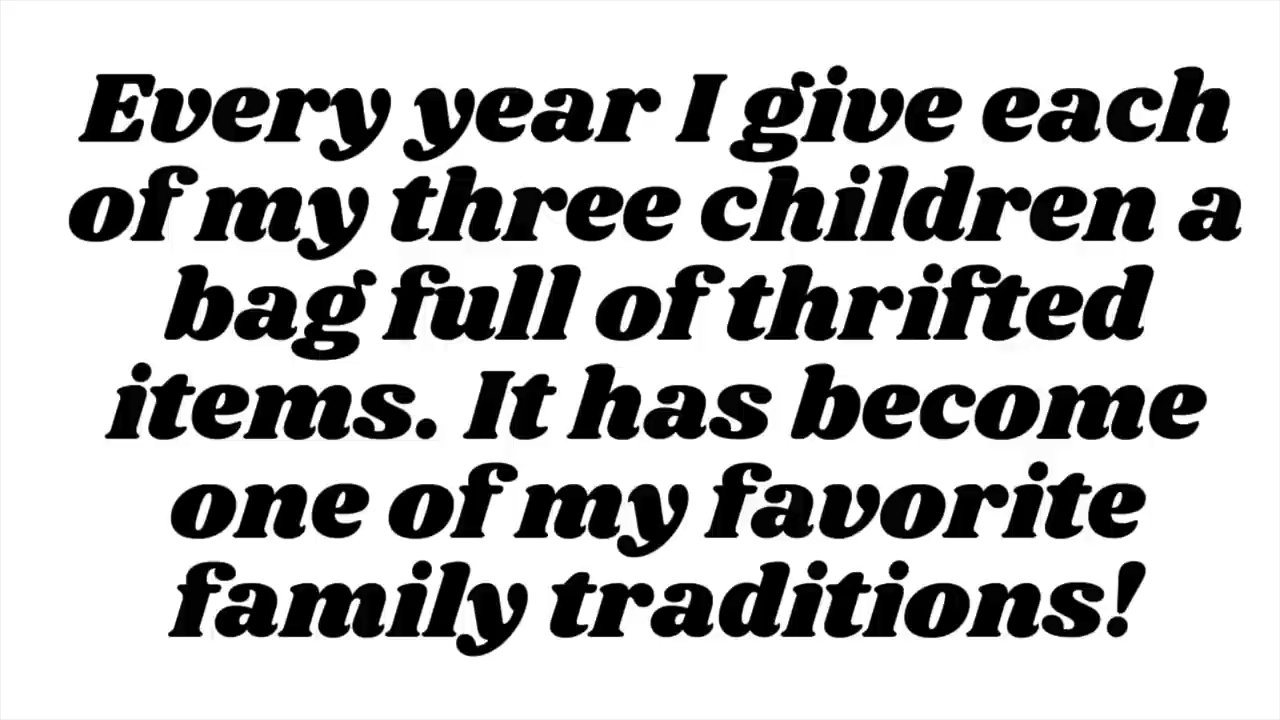 Every year I give each
of my three children a
bag full of thrifted
items. It has become
one of my favorite
family traditions!